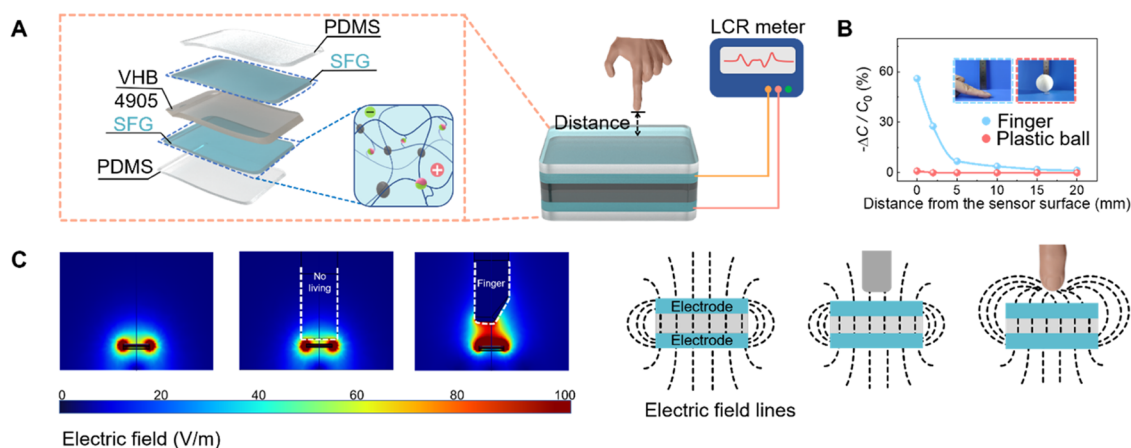 A
PDMS
SFG
VHB
4905
SFG
PDMS
−
+
Distance
LCR meter
B
-ΔC / C₀ (%)
60
30
0
Finger
Plastic ball
0 5 10 15 20
Distance from the sensor surface (mm)
C
No
living
Finger
0 20 40 60 80 100
Electric field (V/m)
Electrode
Electrode
Electric field lines